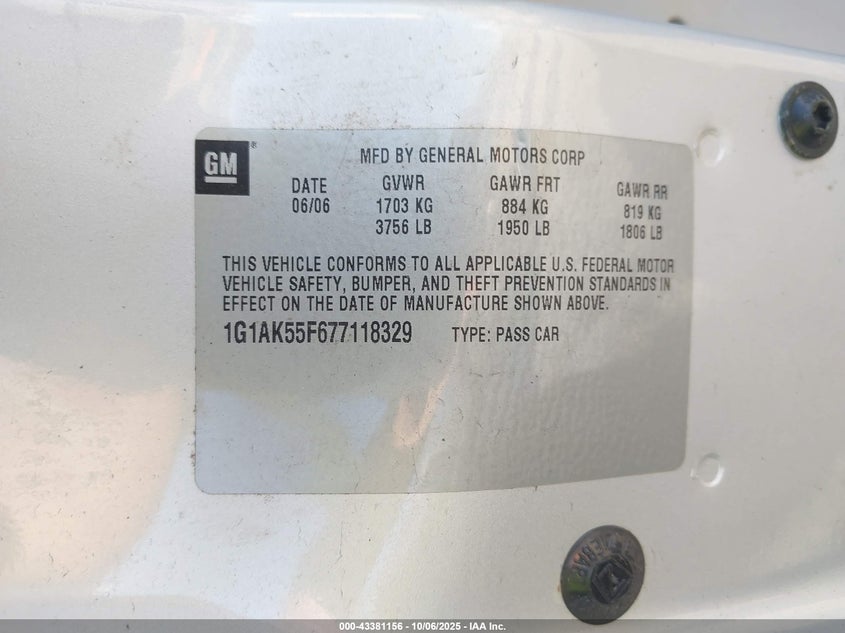 GM ®
MFD BY GENERAL MOTORS CORP
DATE GVWR GAWR FRT GAWR RR
06/06 1703 KG 884 KG 819 KG
3756 LB 1950 LB 1806 LB
THIS VEHICLE CONFORMS TO ALL APPLICABLE U.S. FEDERAL MOTOR
VEHICLE SAFETY, BUMPER, AND THEFT PREVENTION STANDARDS IN
EFFECT ON THE DATE OF MANUFACTURE SHOWN ABOVE.
1G1AK55F677118329 TYPE: PASS CAR
000-43381156 - 10/06/2025 - IAA Inc.